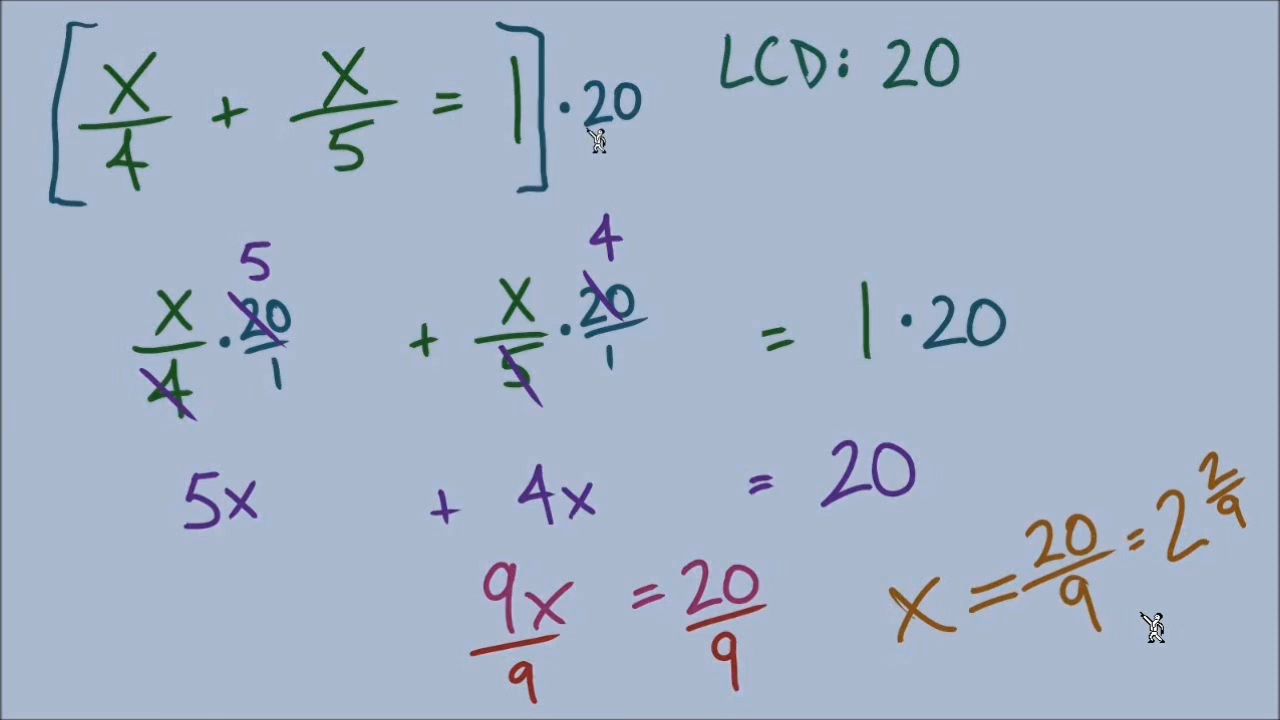 [x/4 + x/5 = 1] · 20
LCD: 20
5 4
x/4 · 20/1 + x/5 · 20/1 = 1 · 20
5x + 4x = 20
9x/9 = 20/9
x = 20/9 = 2 2/9